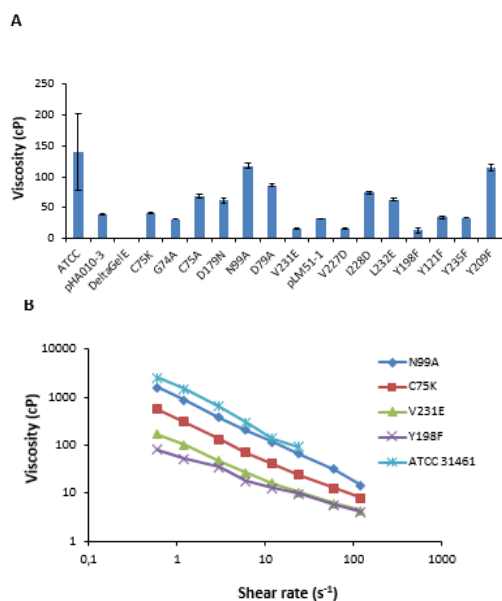 A
Viscosity (cP)
250
200
150
100
50
0
ATCC
pHA010-3
DeltaGelE
C75K
G74A
C75A
D179N
N99A
D79A
V231E
pLM51-1
V227D
I228D
L232E
Y198F
Y121F
Y235F
Y209F
B
Viscosity (cP)
10000
1000
100
10
1
0,1
1
10
100
1000
Shear rate (s⁻¹)
N99A
C75K
V231E
Y198F
ATCC 31461